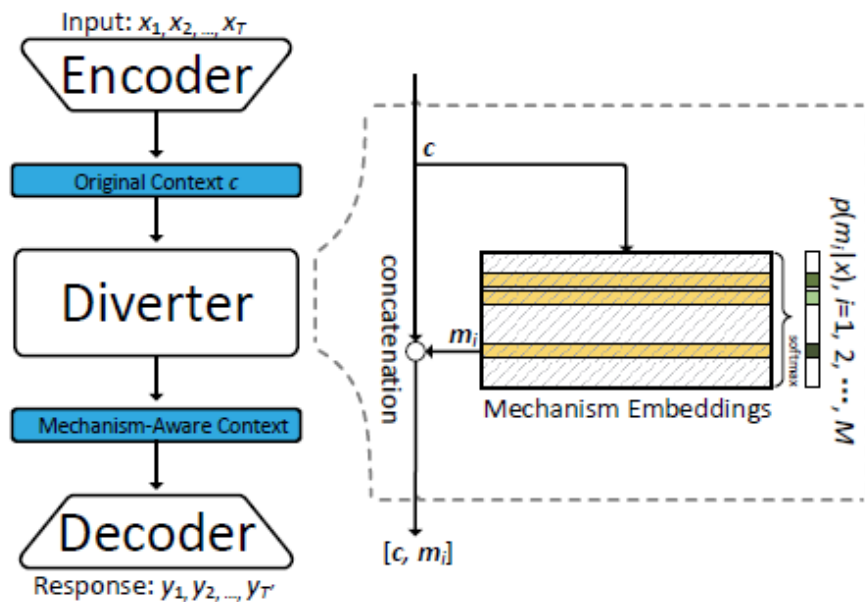 Input: x1, x2, ..., xT
Encoder
Original Context c
Diverter
Mechanism-Aware Context
Decoder
Response: y1, y2, ..., yT'
c
concatenation
mi
Mechanism Embeddings
softmax
p(mi|x), i=1, 2, ···, M
[c, mi]